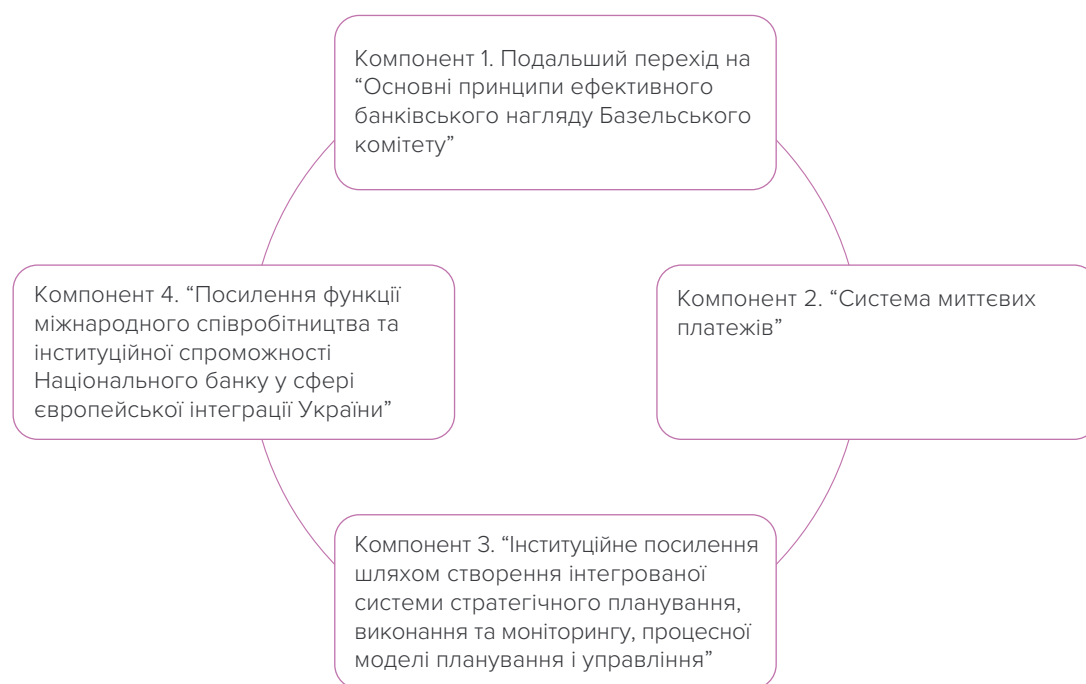 Компонент 1. Подальший перехід на
“Основні принципи ефективного
банківського нагляду Базельського
комітету”
Компонент 4. “Посилення функції
міжнародного співробітництва та
інституційної спроможності
Національного банку у сфері
європейської інтеграції України”
Компонент 2. “Система миттєвих
платежів”
Компонент 3. “Інституційне посилення
шляхом створення інтегрованої
системи стратегічного планування,
виконання та моніторингу, процесної
моделі планування і управління”